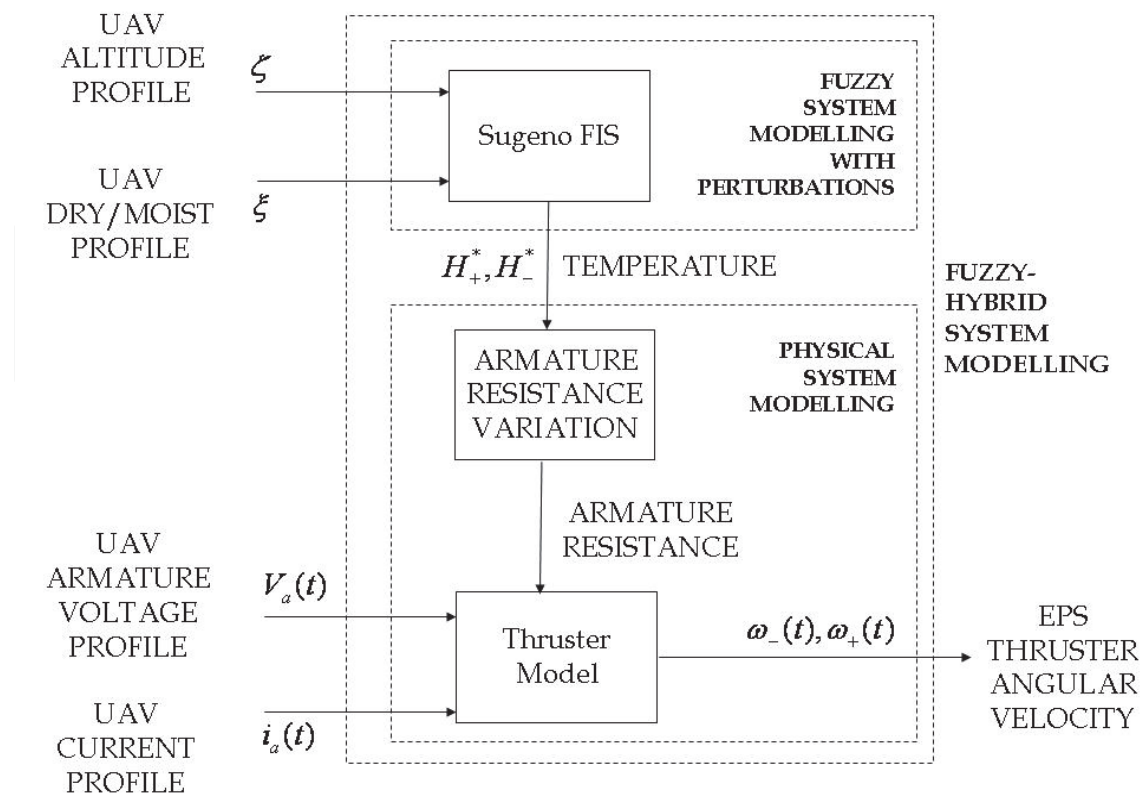 UAV
ALTITUDE
PROFILE
ζ
UAV
DRY/MOIST
PROFILE
ξ
Sugeno FIS
FUZZY
SYSTEM
MODELLING
WITH
PERTURBATIONS
H₊*, H₋*
TEMPERATURE
FUZZY-
HYBRID
SYSTEM
MODELLING
ARMATURE
RESISTANCE
VARIATION
PHYSICAL
SYSTEM
MODELLING
ARMATURE
RESISTANCE
UAV
ARMATURE
VOLTAGE
PROFILE
Vₐ(t)
UAV
CURRENT
PROFILE
iₐ(t)
Thruster
Model
ω₋(t), ω₊(t)
EPS
THRUSTER
ANGULAR
VELOCITY